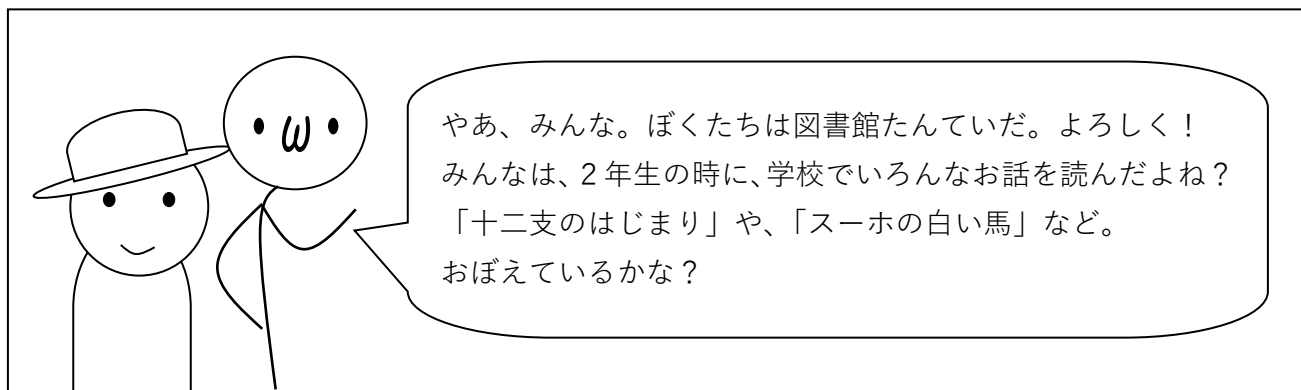 やあ、みんな。ぼくたちは図書館たんていだ。よろしく！
みんなは、2年生の時に、学校でいろんなお話を読んだよね？
「十二支のはじまり」や、「スーホの白い馬」など。
おぼえているかな？